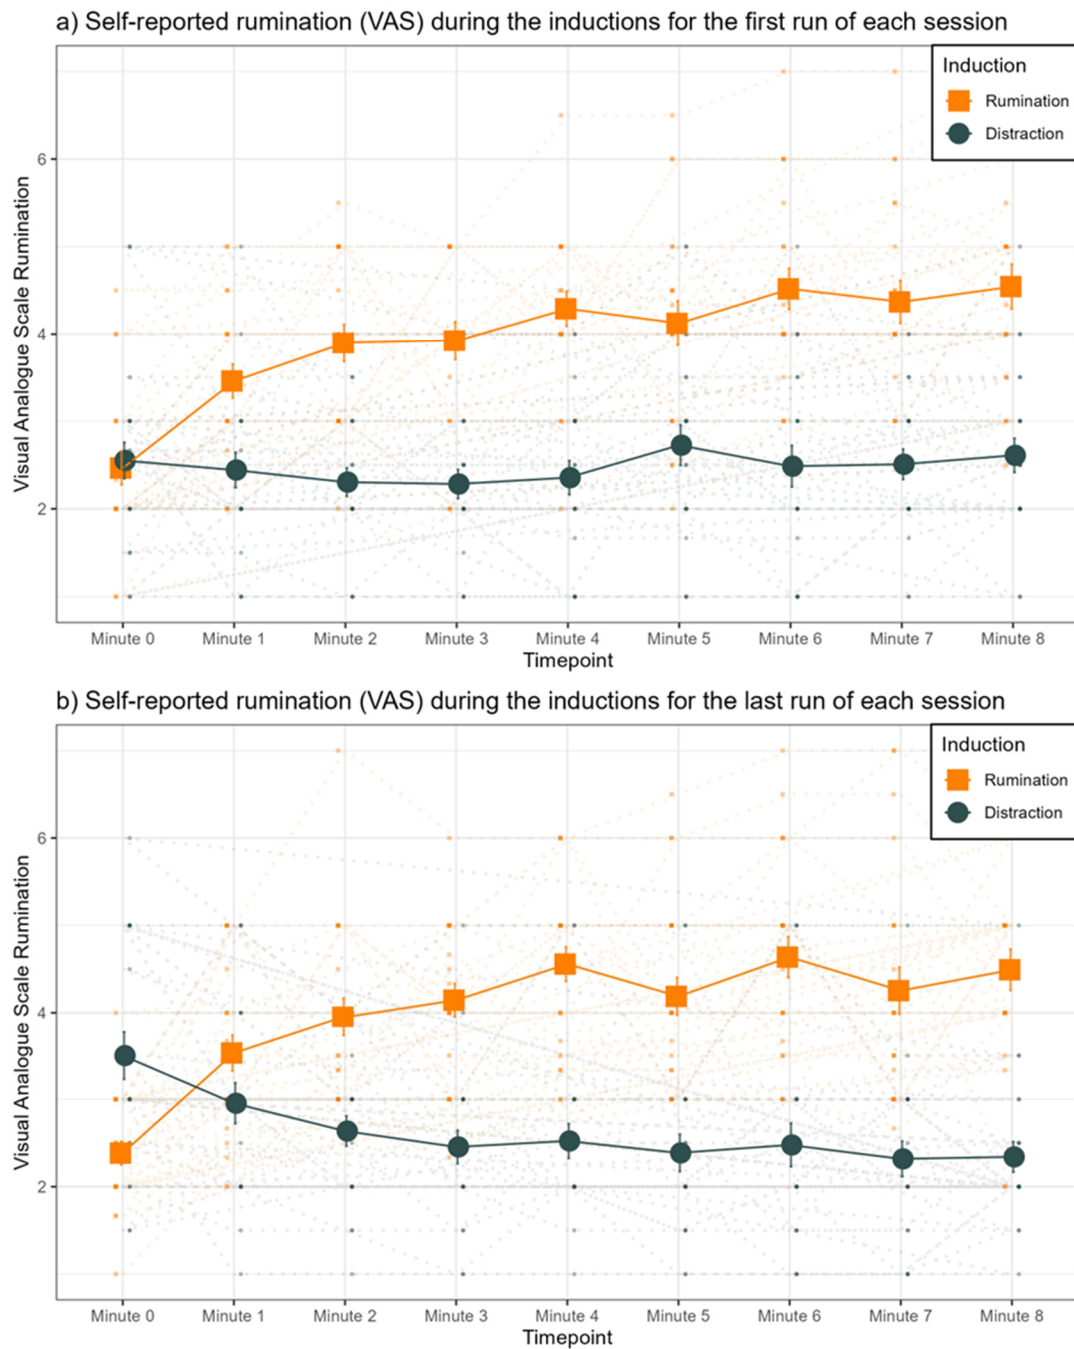 a) Self-reported rumination (VAS) during the inductions for the first run of each session
Induction
Rumination
Distraction
Visual Analogue Scale Rumination
6
4
2
Minute 0 Minute 1 Minute 2 Minute 3 Minute 4 Minute 5 Minute 6 Minute 7 Minute 8
Timepoint
b) Self-reported rumination (VAS) during the inductions for the last run of each session
Induction
Rumination
Distraction
Visual Analogue Scale Rumination
6
4
2
Minute 0 Minute 1 Minute 2 Minute 3 Minute 4 Minute 5 Minute 6 Minute 7 Minute 8
Timepoint